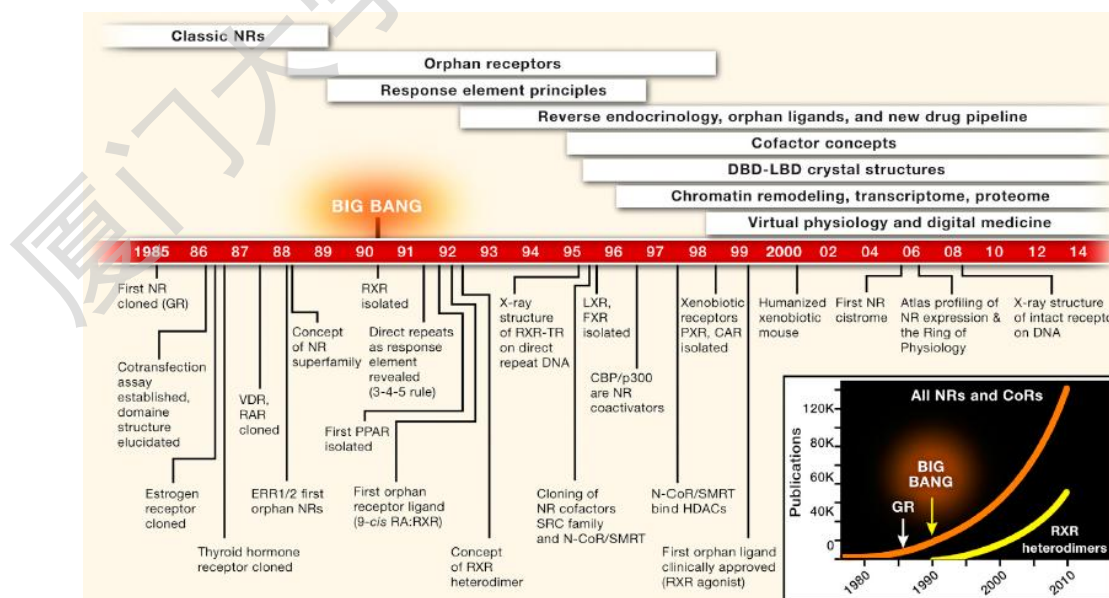 厦门大学
Classic NRs
Orphan receptors
Response element principles
Reverse endocrinology, orphan ligands, and new drug pipeline
Cofactor concepts
DBD-LBD crystal structures
Chromatin remodeling, transcriptome, proteome
Virtual physiology and digital medicine
BIG BANG
1985 86 87 88 89 90 91 92 93 94 95 96 97 98 99 2000 02 04 06 08 10 12 14
First NR
cloned (GR)
Cotransfection
assay
established,
domaine
structure
elucidated
Estrogen
receptor
cloned
Thyroid hormone
receptor cloned
VDR,
RAR
cloned
ERR1/2 first
orphan NRs
Concept
of NR
superfamily
RXR
isolated
Direct repeats
as response
element
revealed
(3-4-5 rule)
First PPAR
isolated
First orphan
receptor ligand
(9-cis RA:RXR)
Concept
of RXR
heterodimer
X-ray
structure
of RXR-TR
on direct
repeat DNA
Cloning of
NR cofactors
SRC family
and N-CoR/SMRT
LXR,
FXR
isolated
CBP/p300
are NR
coactivators
N-CoR/SMRT
bind HDACs
Xenobiotic
receptors
PXR, CAR
isolated
First orphan ligand
clinically approved
(RXR agonist)
Humanized
xenobiotic
mouse
First NR
cistrome
Atlas profiling of
NR expression &
the Ring of
Physiology
X-ray structure
of intact recepto
on DNA
All NRs and CoRs
Publications
120K
80K
60K
40K
0
BIG
BANG
GR
RXR
heterodimers
1980 1990 2000 2010